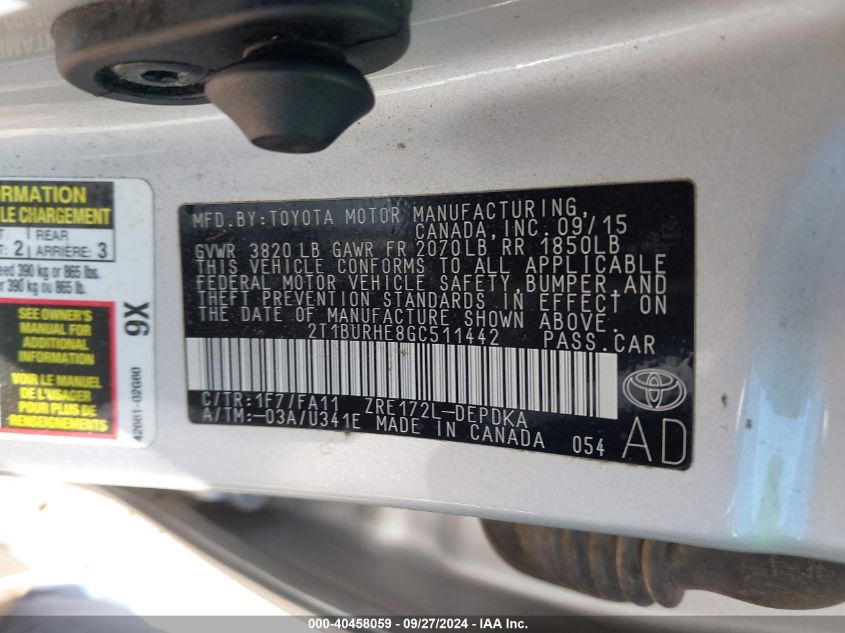 ORMATION
LE CHARGEMENT
REAR
: 2 ARRIÈRE: 3
eed 390 kg or 865 lbs.
r 390 kg ou 865 lb.
SEE OWNER'S
MANUAL FOR
ADDITIONAL
INFORMATION
VOIR LE MANUEL
DE L'USAGER
POUR PLUS DE
RENSEIGNEMENTS
9X
42661-02G60
MFD.BY:TOYOTA MOTOR MANUFACTURING,
CANADA,INC.09/15
GVWR 3820LB GAWR FR 2070LB,RR 1850LB
THIS VEHICLE CONFORMS TO ALL APPLICABLE
FEDERAL MOTOR VEHICLE SAFETY,BUMPER,AND
THEFT PREVENTION STANDARDS IN EFFECT ON
THE DATE OF MANUFACTURE SHOWN ABOVE.
2T1BURHE8GC511442 PASS.CAR
C/TR:1F7/FA11 ZRE172L-DEPDKA
A/TM:-03A/U341E MADE IN CANADA 054
AD
000-40458059 - 09/27/2024 - IAA, Inc.